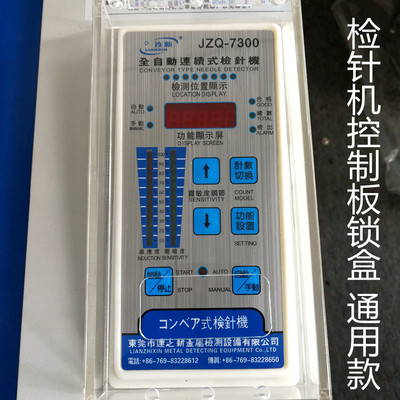 JZQ-7300
LIANXIN
全自動連續式檢針機
CONVEYOR TYPE NEEDLE DETECTOR
檢測位置顯示
LOCATION DISPLAY
自動
AUTO
手動
MANUAL
合格
GOOD
總數
TOTAL
檢出
ALARM
功能顯示屏
DISPLAY SCREEN
計數
切換
靈敏度調節
SENSITIVITY
COUNT
MODEL
功能
設置
SETTING
INDUCTION SENSITIVITY
START
AUTO
停止
STOP
MANUAL
手動
コンベア式検針機
東莞市連之新金屬檢測設備有限公司
LIANZHIXIN METAL DETECTING EQUIPMENT Co.,LTD
電話:+86-769-83228612 傳真:+86-769-83228650
检针机控制板锁盒 通用款